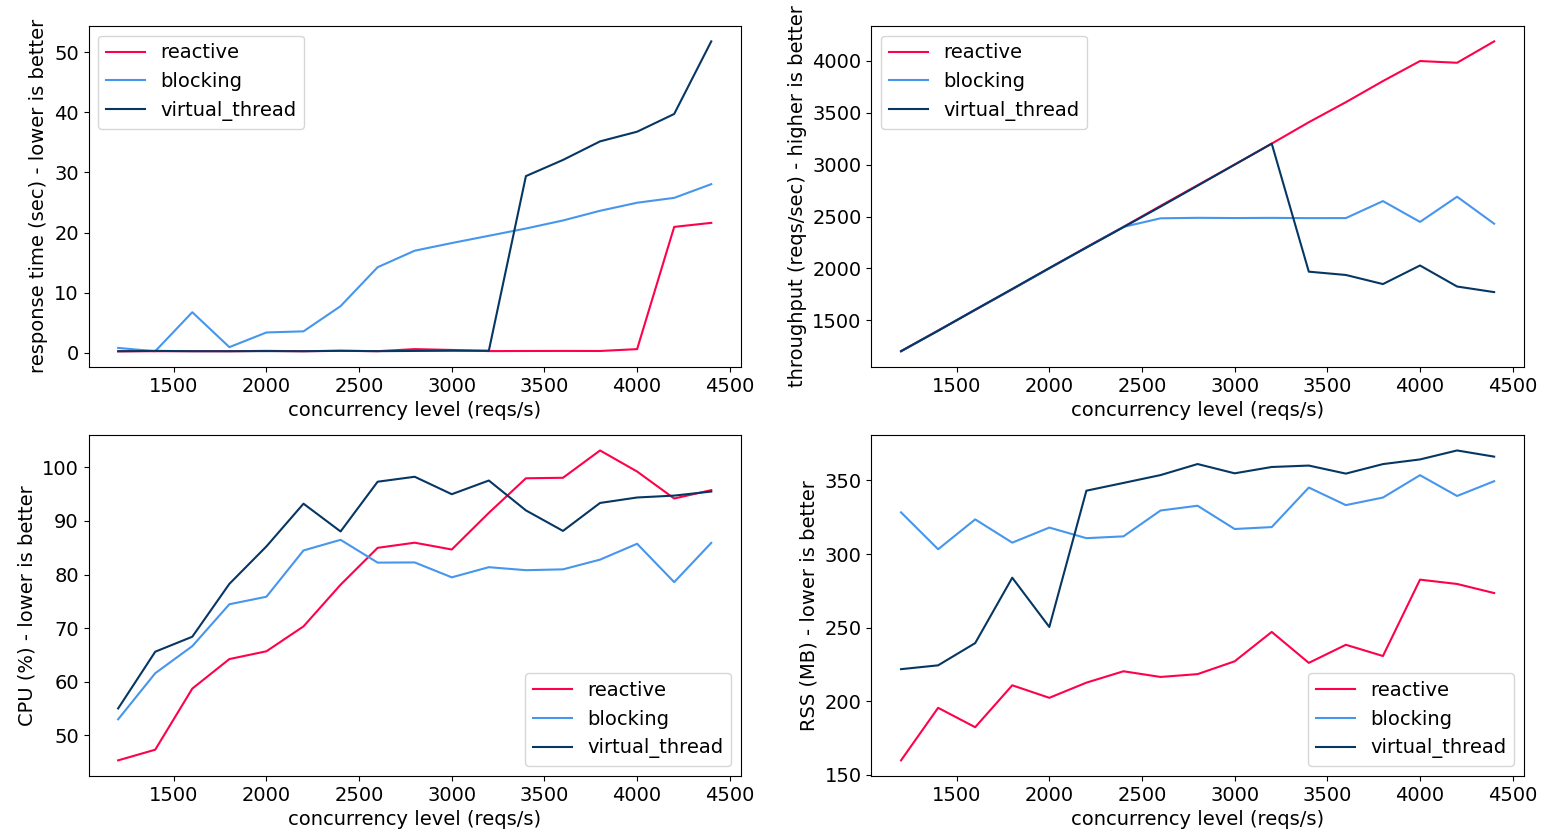 response time (sec) - lower is better
50
40
30
20
10
0
reactive
blocking
virtual_thread
1500 2000 2500 3000 3500 4000 4500
concurrency level (reqs/s)
throughput (reqs/sec) - higher is better
4000
3500
3000
2500
2000
1500
reactive
blocking
virtual_thread
1500 2000 2500 3000 3500 4000 4500
concurrency level (reqs/s)
CPU (%) - lower is better
100
90
80
70
60
50
reactive
blocking
virtual_thread
1500 2000 2500 3000 3500 4000 4500
concurrency level (reqs/s)
RSS (MB) - lower is better
350
300
250
200
150
reactive
blocking
virtual_thread
1500 2000 2500 3000 3500 4000 4500
concurrency level (reqs/s)